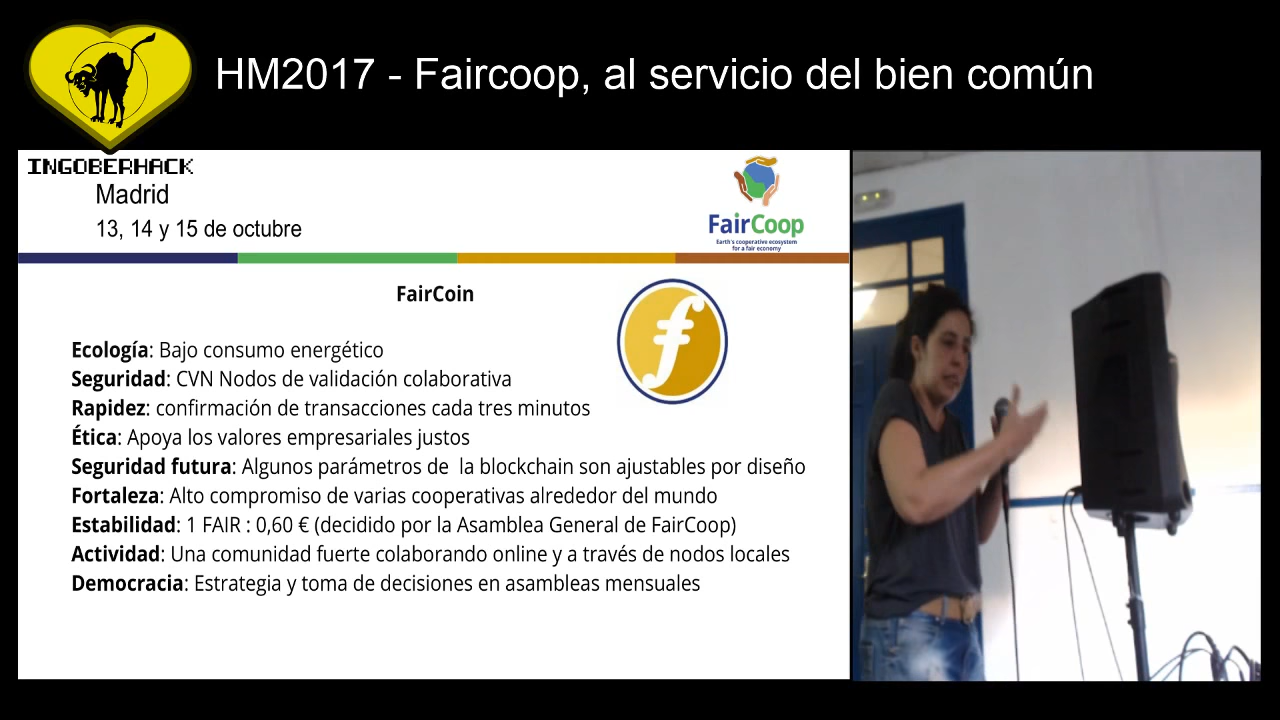 HM2017 - Faircoop, al servicio del bien común
INGOBERHACK
Madrid
13, 14 y 15 de octubre
FairCoop
Earth's cooperative ecosystem
for a fair economy
FairCoin
Ecología: Bajo consumo energético
Seguridad: CVN Nodos de validación colaborativa
Rapidez: confirmación de transacciones cada tres minutos
Ética: Apoya los valores empresariales justos
Seguridad futura: Algunos parámetros de  la blockchain son ajustables por diseño
Fortaleza: Alto compromiso de varias cooperativas alrededor del mundo
Estabilidad: 1 FAIR : 0,60 € (decidido por la Asamblea General de FairCoop)
Actividad: Una comunidad fuerte colaborando online y a través de nodos locales
Democracia: Estrategia y toma de decisiones en asambleas mensuales